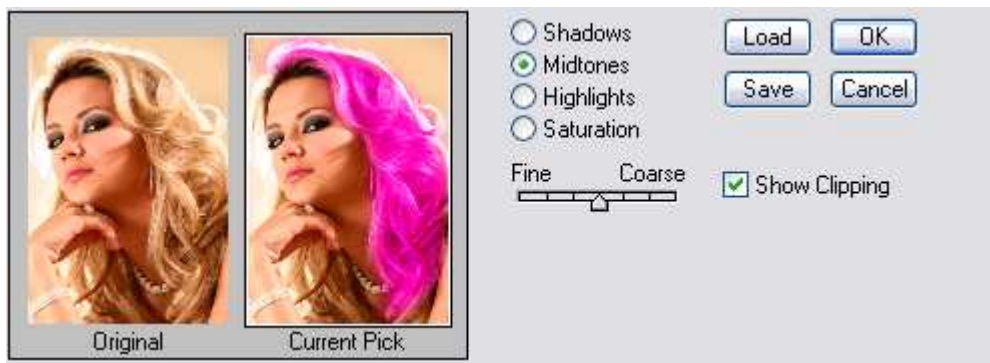 Original
Current Pick
Shadows
Midtones
Highlights
Saturation
Fine Coarse
Load OK
Save Cancel
Show Clipping